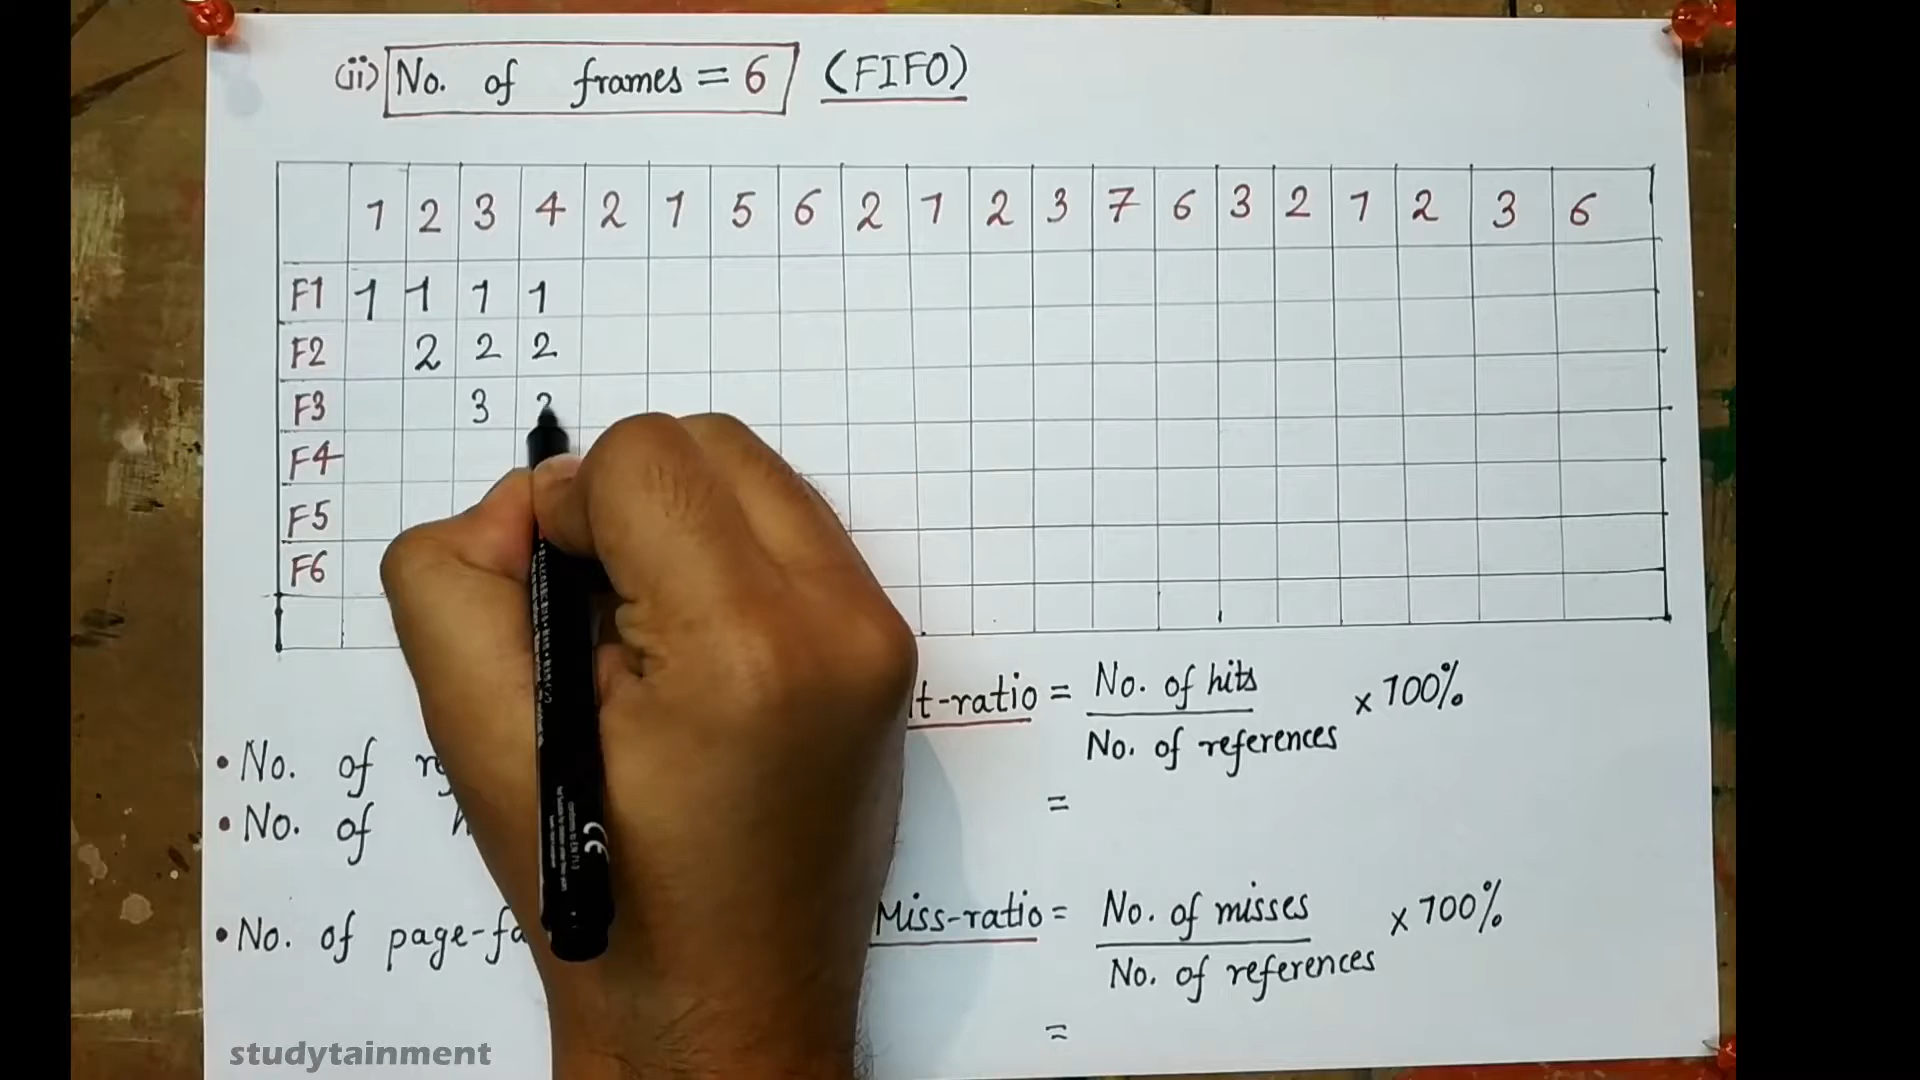 (ii) No. of frames = 6 (FIFO)
1 2 3 4 2 1 5 6 2 1 2 3 7 6 3 2 1 2 3 6
F1 1 1 1 1
F2 2 2 2
F3 3
F4
F5
F6
t-ratio = No. of hits × 100%
No. of references
=
• No. of
• No. of
Miss-ratio = No. of misses × 100%
No. of references
• No. of page-fa
=
studytainment